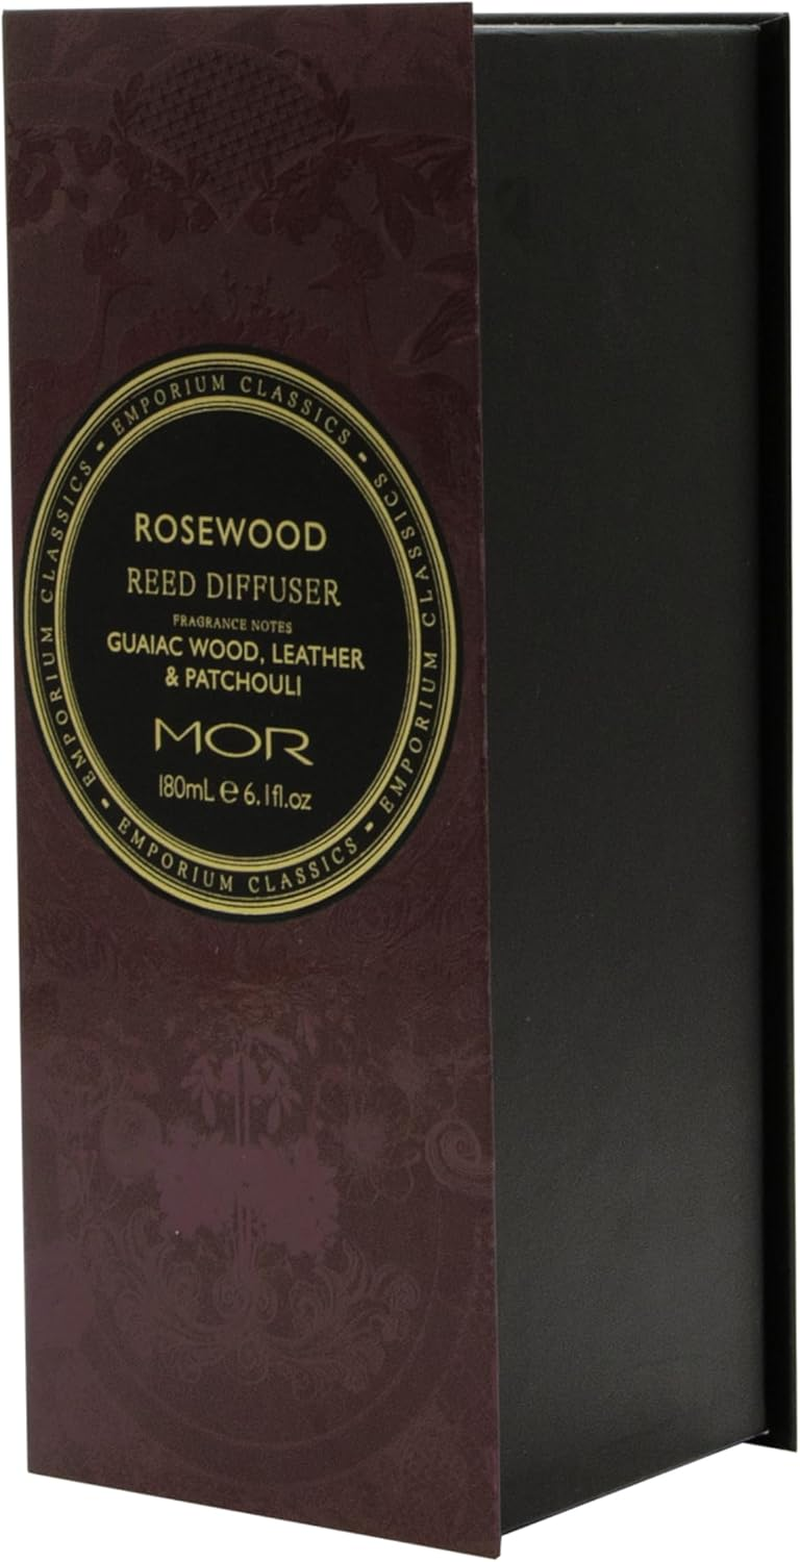 EMPORIUM CLASSICS - EMPORIUM CLASSICS - EMPORIUM CLASSICS - EMPORIUM CLASSICS -
ROSEWOOD
REED DIFFUSER
FRAGRANCE NOTES
GUAIAC WOOD, LEATHER
& PATCHOULI
MOR
180mL ℮ 6.1fl.oz